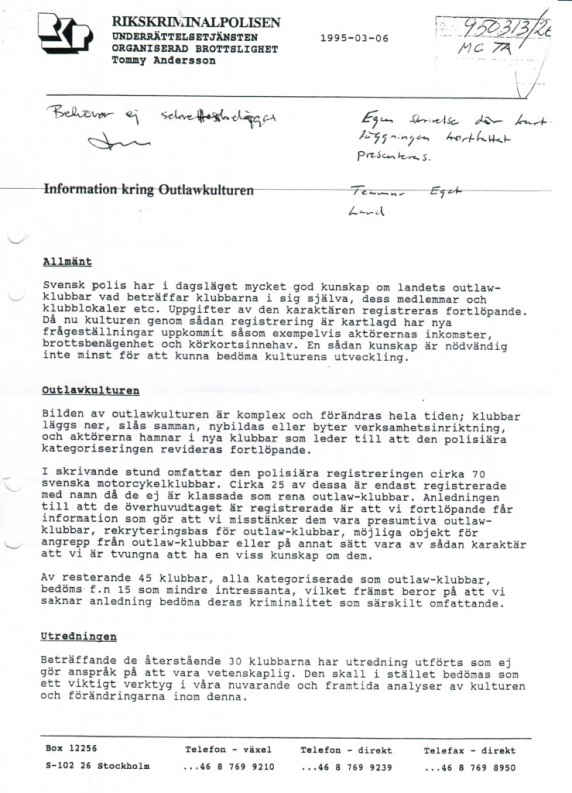 RIKSKRIMINALPOLISEN
UNDERRÄTTELSETJÄNSTEN
ORGANISERAD BROTTSLIGHET
Tommy Andersson
1995-03-06
950313/26
MC TA
Behöver ej sekretessbeläggas
Egen skrivelse där kart-
läggningen kortfattat
presenteras.
Information kring Outlawkulturen
Eget
Land
Allmänt
Svensk polis har i dagsläget mycket god kunskap om landets outlaw-
klubbar vad beträffar klubbarna i sig själva, dess medlemmar och
klubblokaler etc. Uppgifter av den karaktären registreras fortlöpande.
Då nu kulturen genom sådan registrering är kartlagd har nya
frågeställningar uppkommit såsom exempelvis aktörernas inkomster,
brottsbenägenhet och körkortsinnehav. En sådan kunskap är nödvändig
inte minst för att kunna bedöma kulturens utveckling.
Outlawkulturen
Bilden av outlawkulturen är komplex och förändras hela tiden; klubbar
läggs ner, slås samman, nybildas eller byter verksamhetsinriktning,
och aktörerna hamnar i nya klubbar som leder till att den polisiära
kategoriseringen revideras fortlöpande.
I skrivande stund omfattar den polisiära registreringen cirka 70
svenska motorcykelklubbar. Cirka 25 av dessa är endast registrerade
med namn då de ej är klassade som rena outlaw-klubbar. Anledningen
till att de överhuvudtaget är registrerade är att vi fortlöpande får
information som gör att vi misstänker dem vara presumtiva outlaw-
klubbar, rekryteringsbas för outlaw-klubbar, möjliga objekt för
angrepp från outlaw-klubbar eller på annat sätt vara av sådan karaktär
att vi är tvungna att ha en viss kunskap om dem.
Av resterande 45 klubbar, alla kategoriserade som outlaw-klubbar,
bedöms f.n 15 som mindre intressanta, vilket främst beror på att vi
saknar anledning bedöma deras kriminalitet som särskilt omfattande.
Utredningen
Beträffande de återstående 30 klubbarna har utredning utförts som ej
gör anspråk på att vara vetenskaplig. Den skall i stället bedömas som
ett viktigt verktyg i våra nuvarande och framtida analyser av kulturen
och förändringarna inom denna.
Box 12256 Telefon - växel Telefon - direkt Telefax - direkt
S-102 26 Stockholm ...46 8 769 9210 ...46 8 769 9239 ...46 8 769 8950